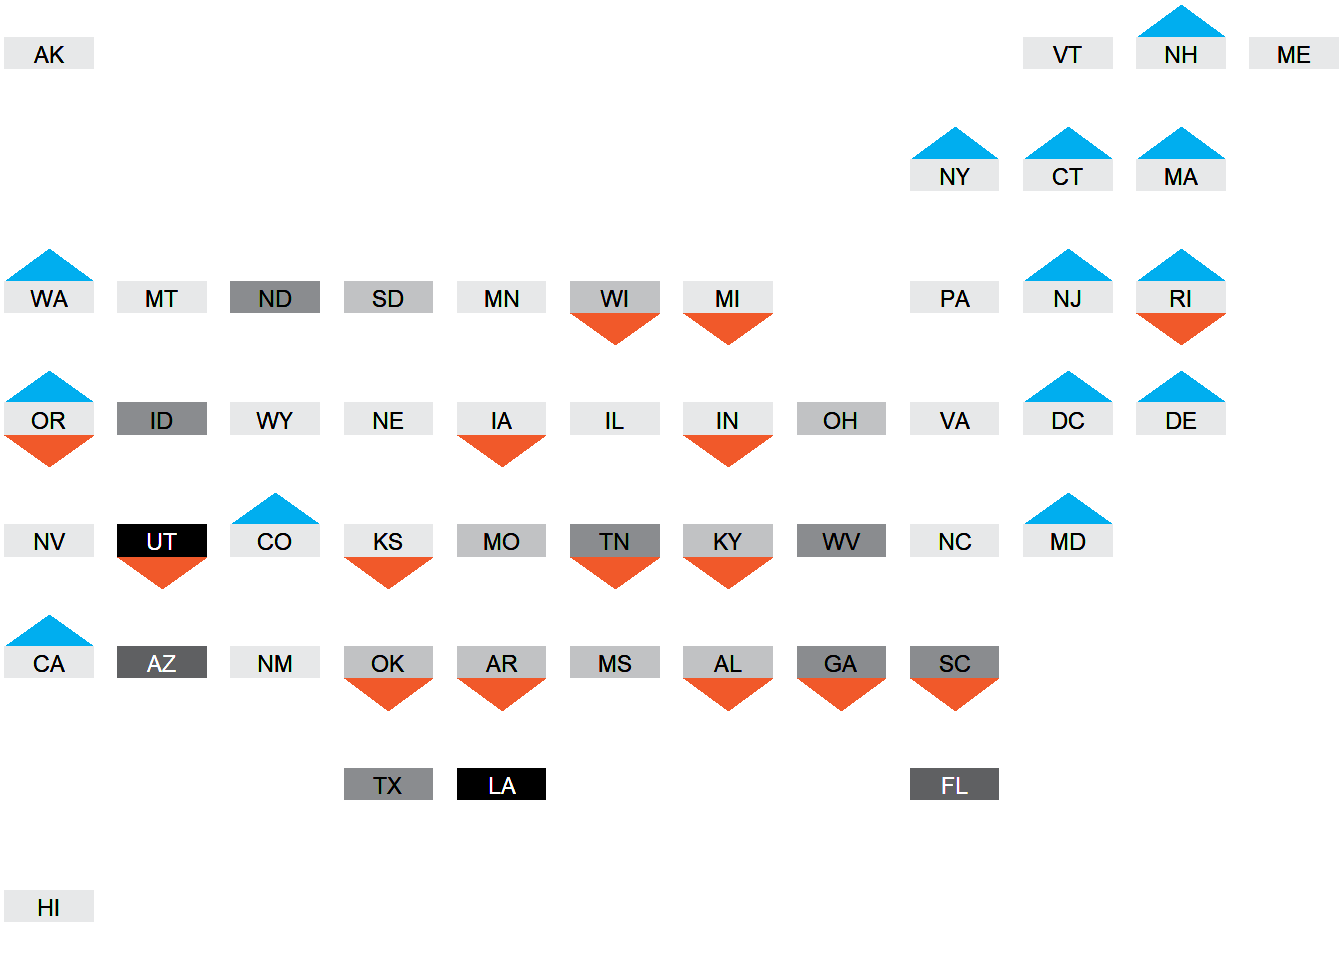 AK VT NH ME
NY CT MA
WA MT ND SD MN WI MI PA NJ RI
OR ID WY NE IA IL IN OH VA DC DE
NV UT CO KS MO TN KY WV NC MD
CA AZ NM OK AR MS AL GA SC
TX LA FL
HI